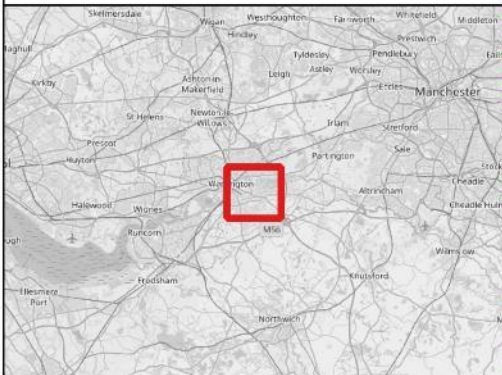 Skelmersdale
Westhoughton
Farnworth
Whitefield
Wigan
Middleton
Hindley
Prestwich
Maghull
Tyldesley
Pendlebury
Astley
Worsley
Leigh
Kirkby
Ashton-in
Makerfield
Eccles
Manchester
St Helens
Newton-le
Willows
Irlam
Stretford
Prescot
Partington
Sale
Huyton
Cheadle
Warrington
Altrincham
Halewood
Widnes
Cheadle Hulm
Runcorn
M56
Wilmslow
Frodsham
Knutsford
Ellesmere
Port
Northwich